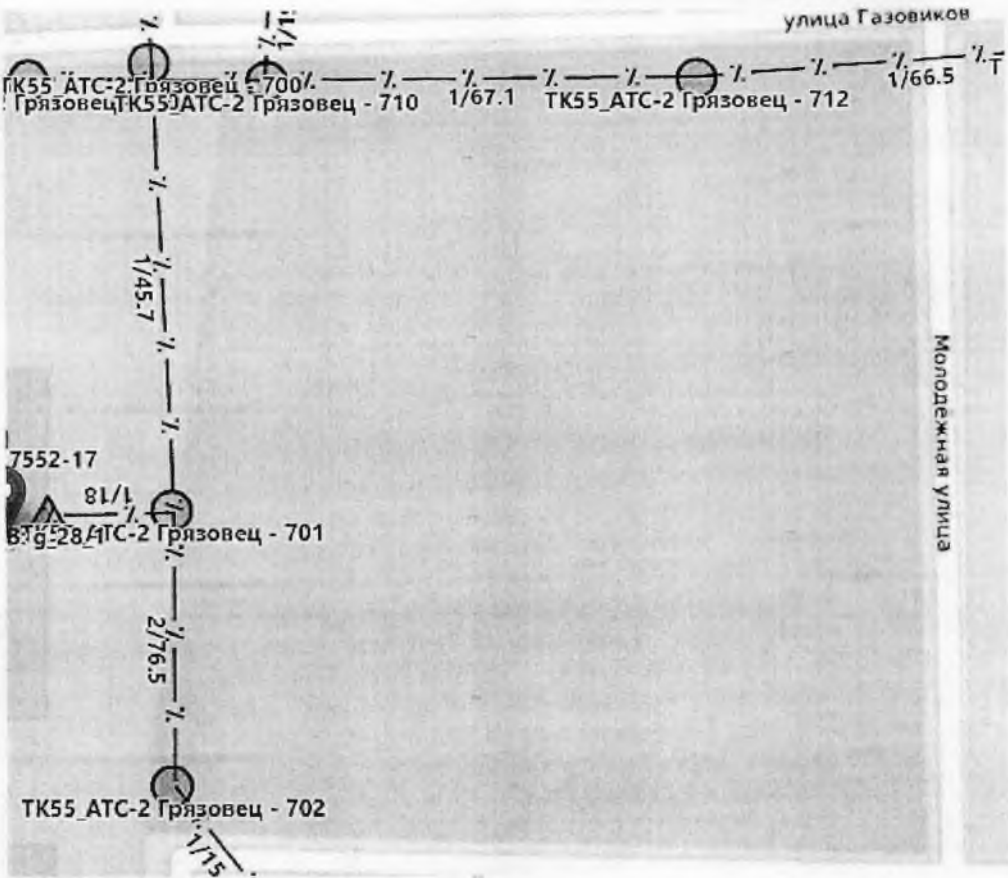 улица Газовиков
1/1
ТК55_АТС-2 Грязовец - 700
Грязовец
ТК55_АТС-2 Грязовец - 710
1/67.1
ТК55_АТС-2 Грязовец - 712
1/66.5
Т
1/45.7
Молодежная улица
7552-17
1/18
АТС-2 Грязовец - 701
2/76.5
ТК55_АТС-2 Грязовец - 702
1/15